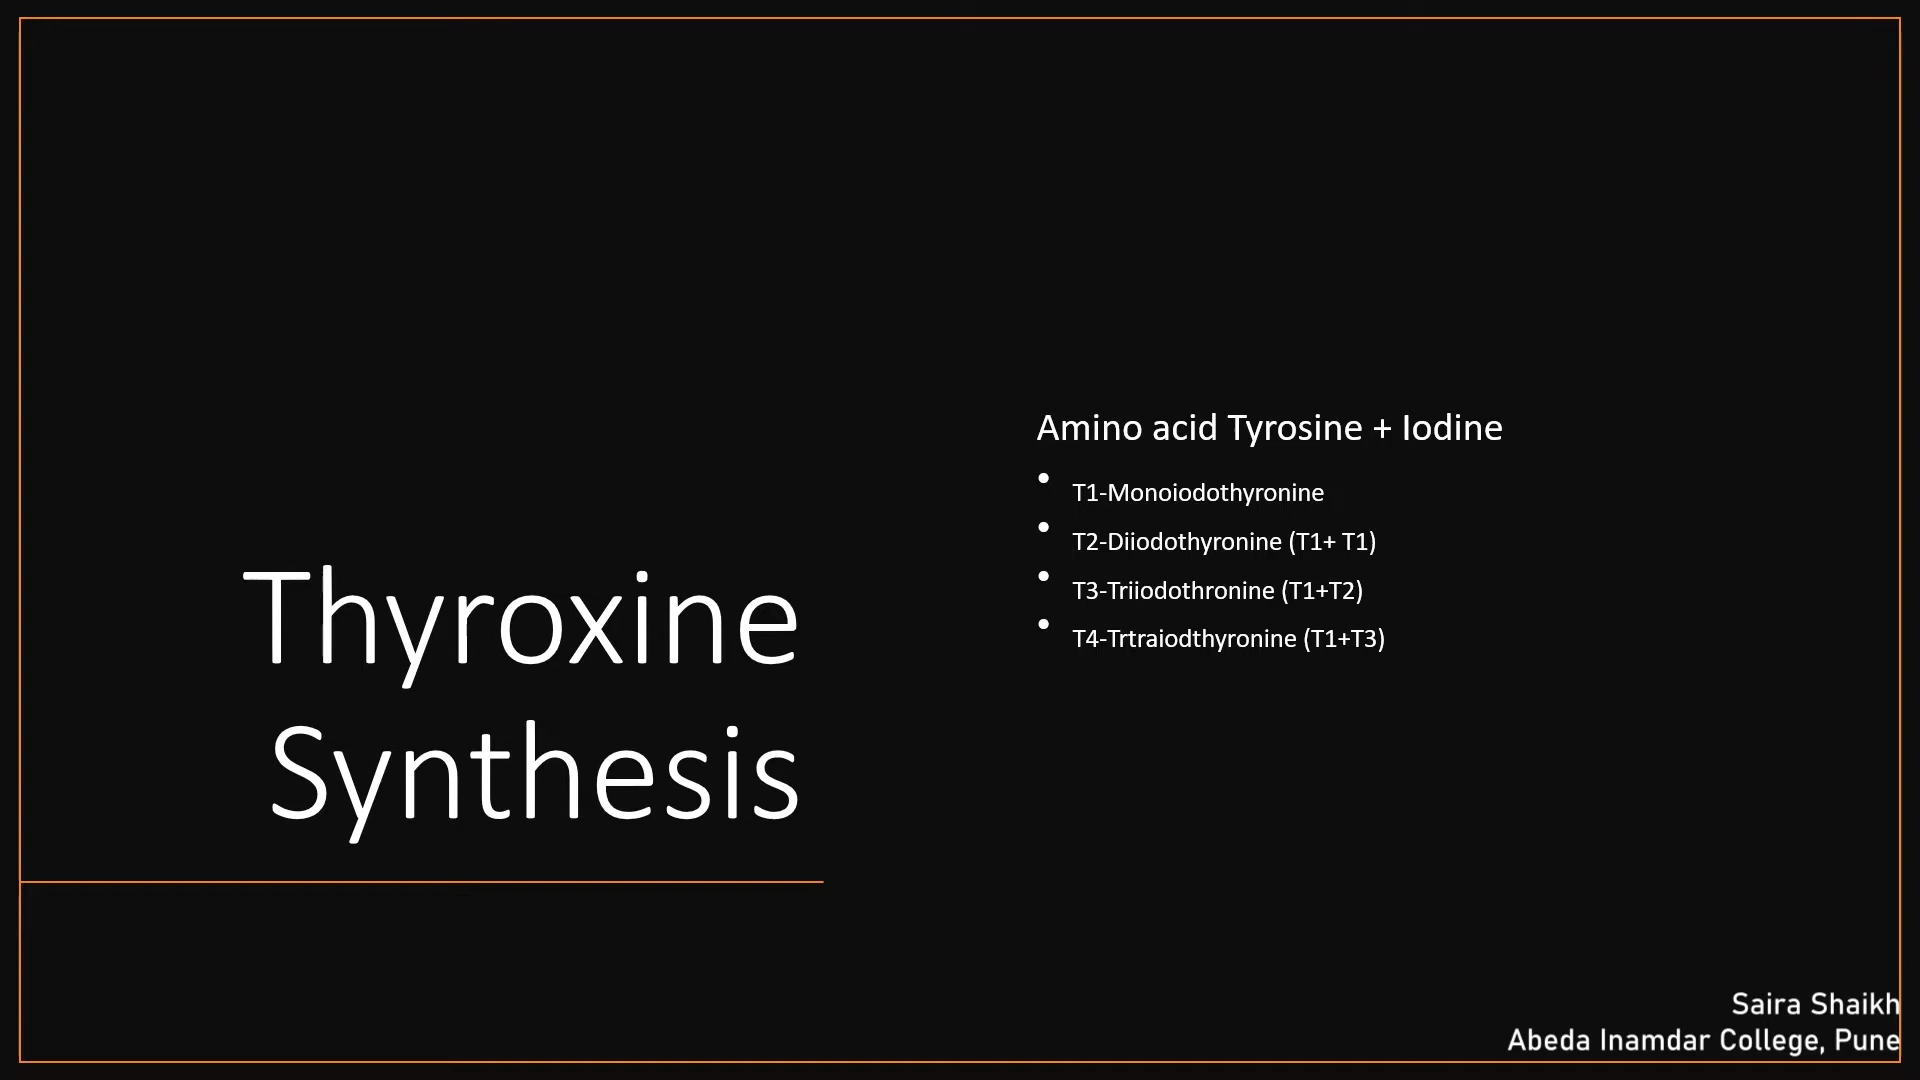 Thyroxine
Synthesis
Amino acid Tyrosine + Iodine
• T1-Monoiodothyronine
• T2-Diiodothyronine (T1+ T1)
• T3-Triiodothronine (T1+T2)
• T4-Trtraiodthyronine (T1+T3)
Saira Shaikh
Abeda Inamdar College, Pune